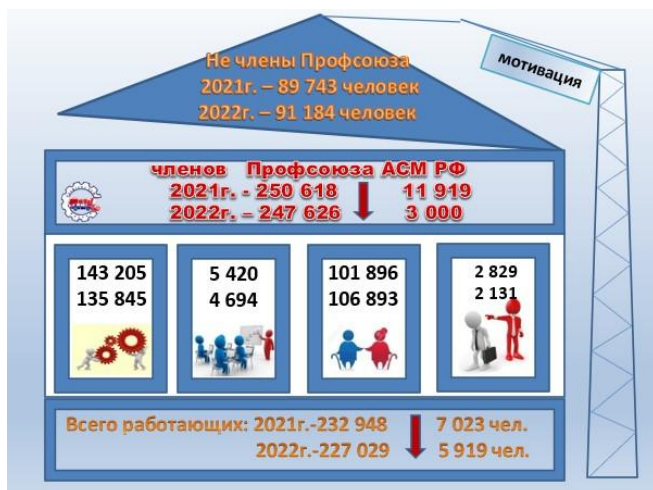 Не члены Профсоюза
2021г. – 89 743 человек
2022г. – 91 184 человек
мотивация
членов Профсоюза АСМ РФ
2021г. - 250 618 11 919
2022г. – 247 626 3 000
143 205
135 845
5 420
4 694
101 896
106 893
2 829
2 131
Всего работающих: 2021г.-232 948 7 023 чел.
2022г.-227 029 5 919 чел.